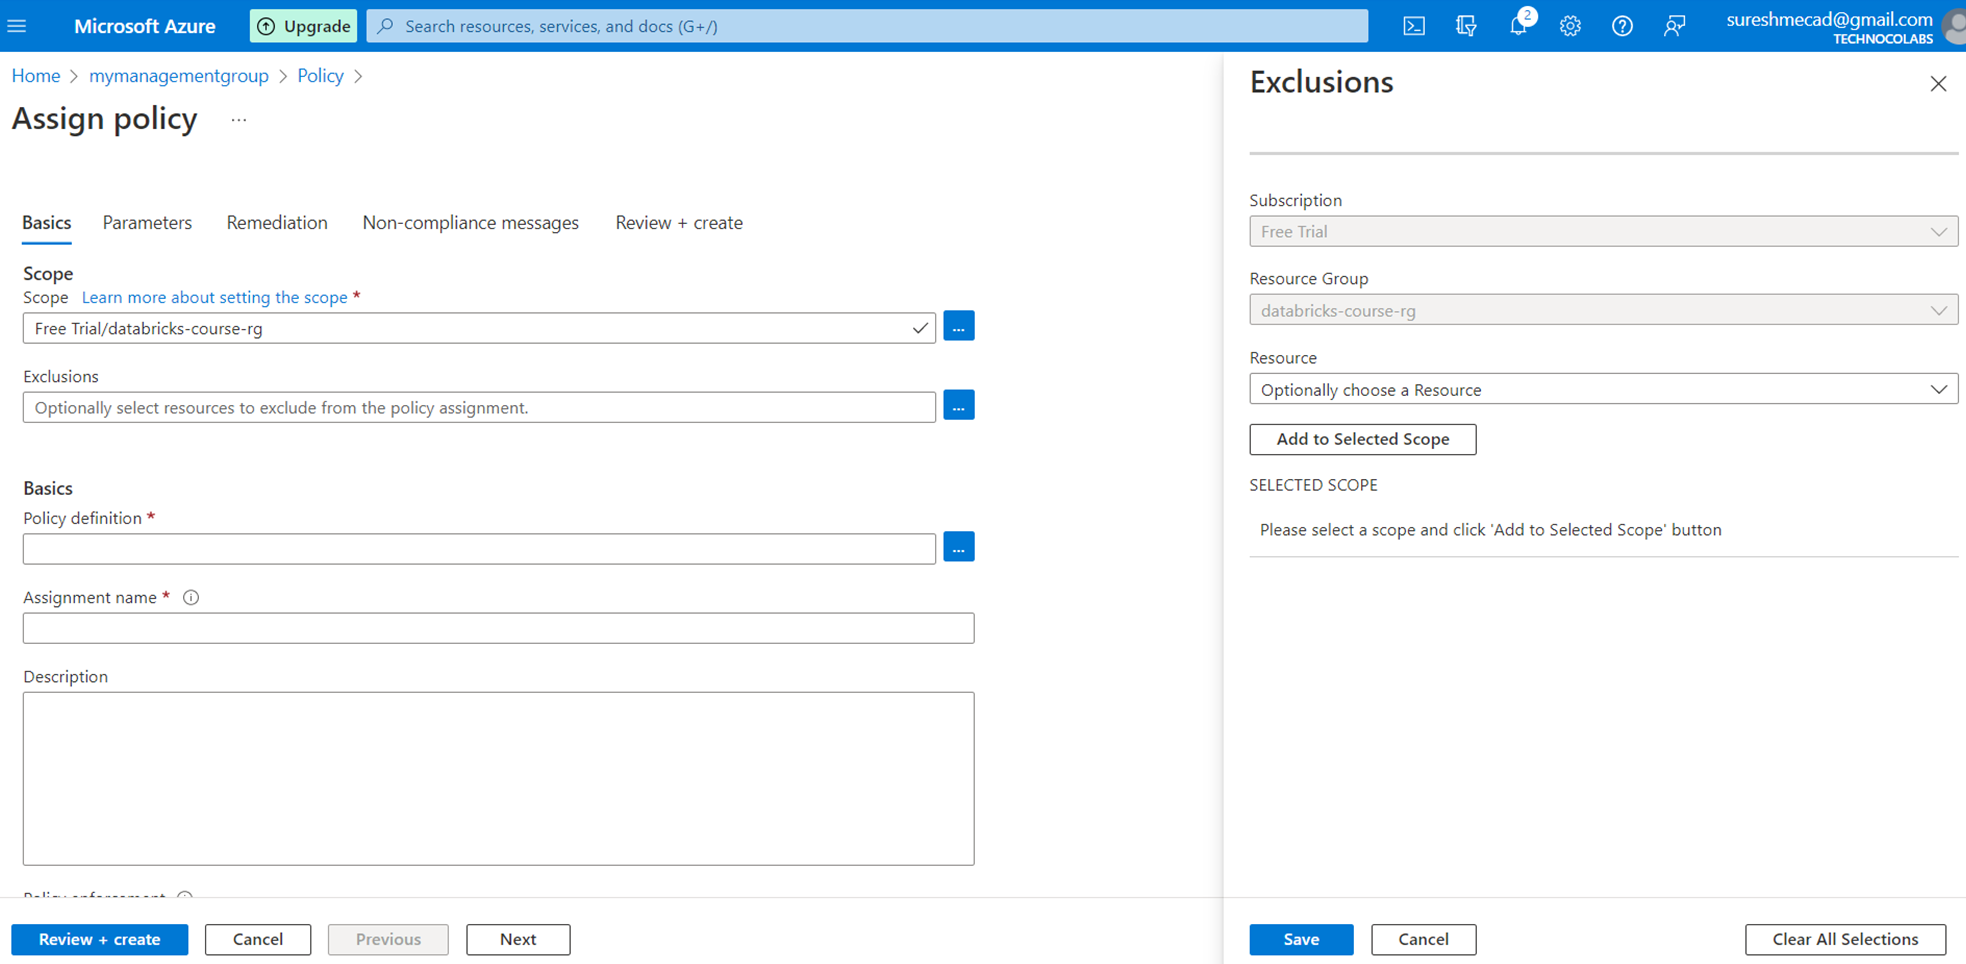 Microsoft Azure
Upgrade
Search resources, services, and docs (G+/)
2
sureshmecad@gmail.com
TECHNOCOLABS
Home > mymanagementgroup > Policy >
Assign policy ...
Basics Parameters Remediation Non-compliance messages Review + create
Scope
Scope Learn more about setting the scope *
Free Trial/databricks-course-rg
...
Exclusions
Optionally select resources to exclude from the policy assignment.
...
Basics
Policy definition *
...
Assignment name *
Description
Policy enforcement
Review + create
Cancel
Previous
Next
Exclusions
Subscription
Free Trial
Resource Group
databricks-course-rg
Resource
Optionally choose a Resource
Add to Selected Scope
SELECTED SCOPE
Please select a scope and click 'Add to Selected Scope' button
Save
Cancel
Clear All Selections